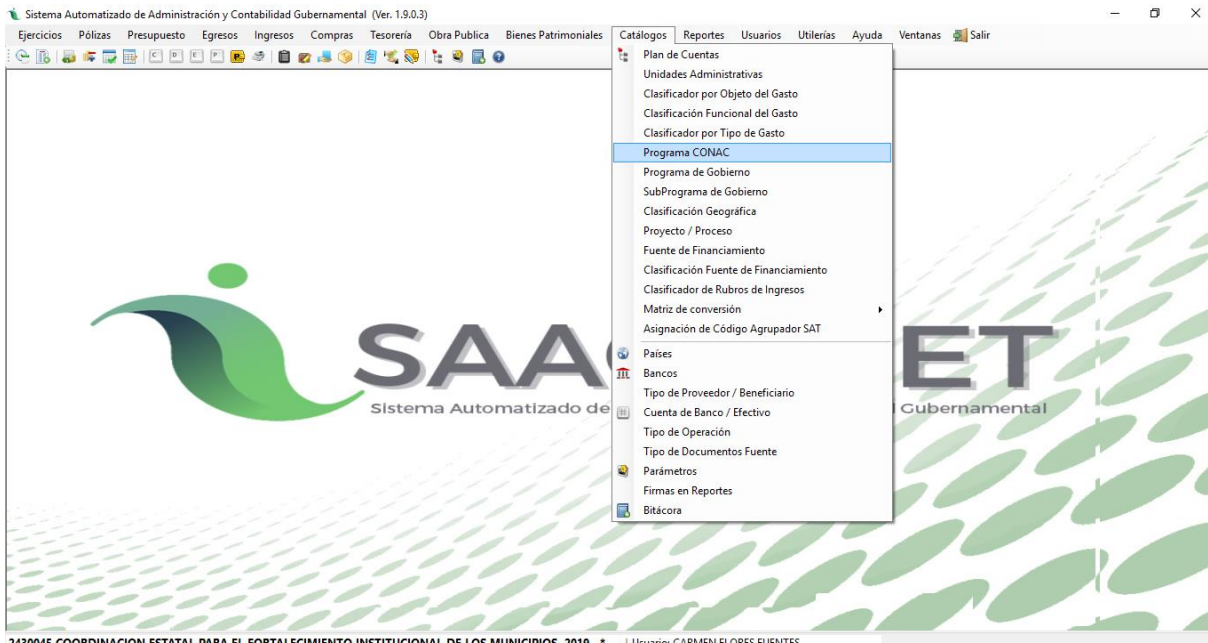 Sistema Automatizado de Administración y Contabilidad Gubernamental (Ver. 1.9.0.3)
Ejercicios Pólizas Presupuesto Egresos Ingresos Compras Tesorería Obra Publica Bienes Patrimoniales Catálogos Reportes Usuarios Utilerías Ayuda Ventanas Salir
Plan de Cuentas
Unidades Administrativas
Clasificador por Objeto del Gasto
Clasificación Funcional del Gasto
Clasificador por Tipo de Gasto
Programa CONAC
Programa de Gobierno
SubPrograma de Gobierno
Clasificación Geográfica
Proyecto / Proceso
Fuente de Financiamiento
Clasificación Fuente de Financiamiento
Clasificador de Rubros de Ingresos
Matriz de conversión
Asignación de Código Agrupador SAT
Países
Bancos
Tipo de Proveedor / Beneficiario
Cuenta de Banco / Efectivo
Tipo de Operación
Tipo de Documentos Fuente
Parámetros
Firmas en Reportes
Bitácora
SAA ET
Sistema Automatizado de Gubernamental
2430045 COORDINACION ESTATAL PARA EL FORTALECIMIENTO INSTITUCIONAL DE LOS MUNICIPIOS 2019 * | Usuario: CARMEN FLORES FUENTES